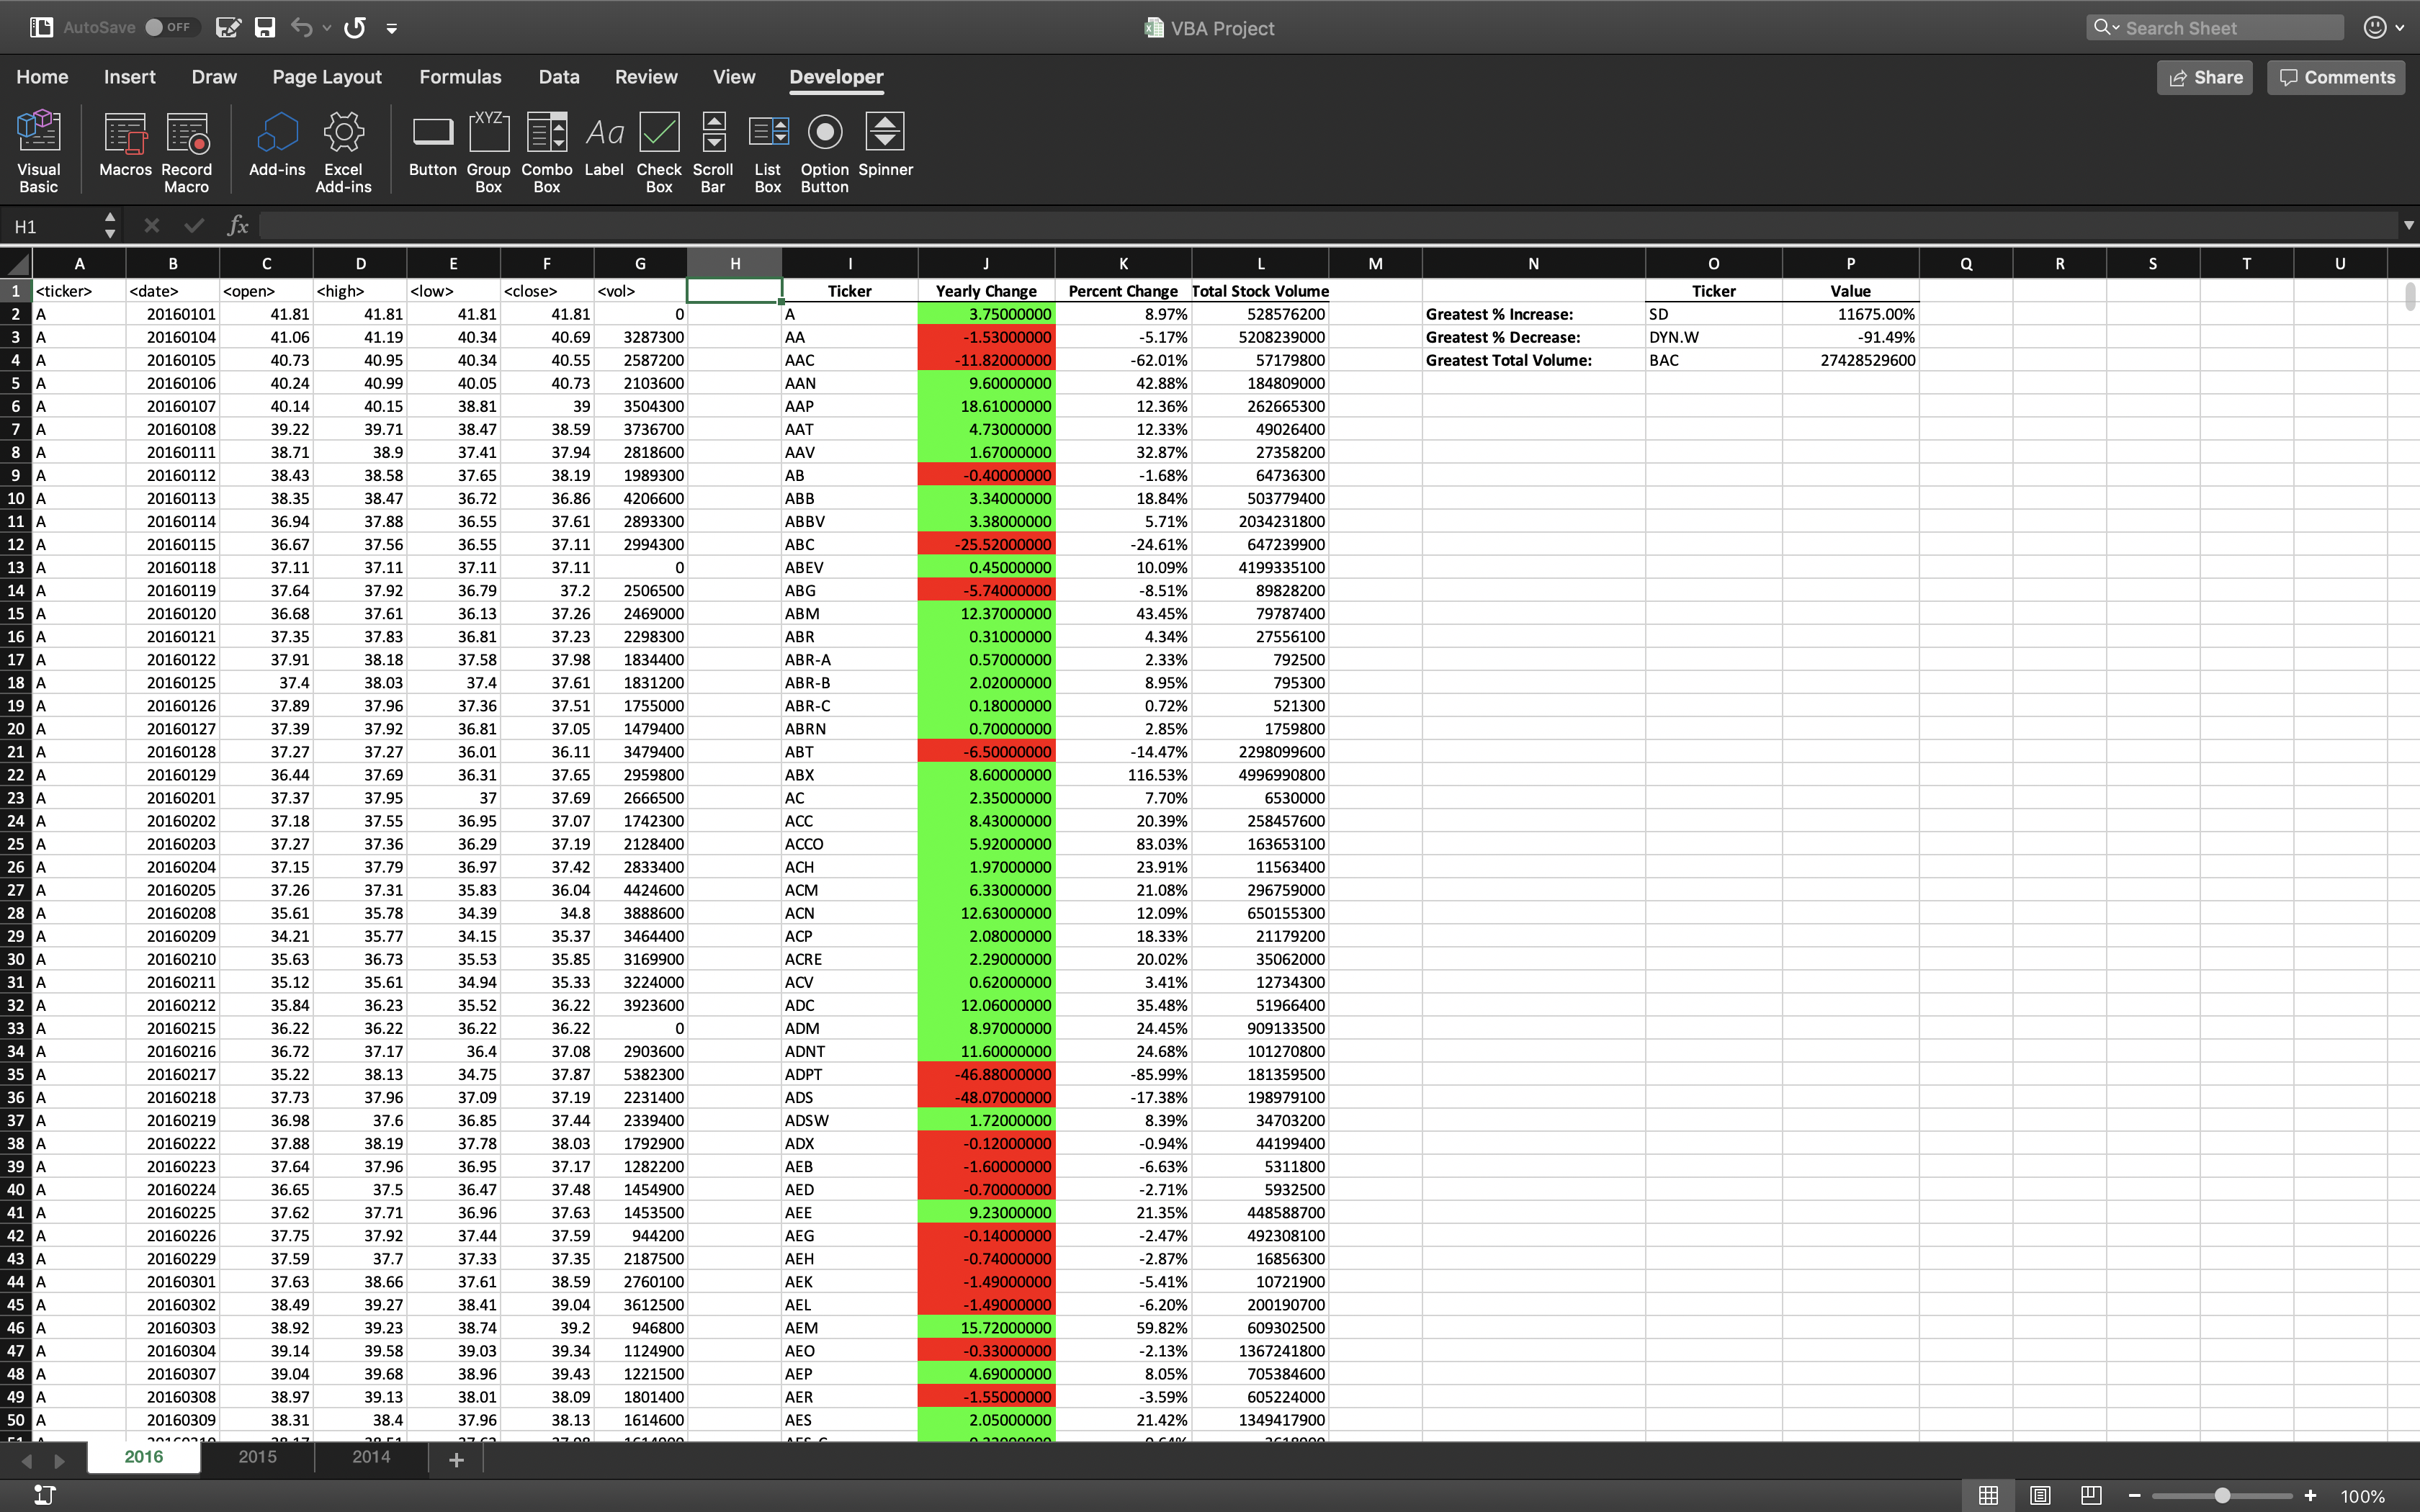 AutoSave OFF VBA Project Search Sheet
Home Insert Draw Page Layout Formulas Data Review View Developer Share Comments
Visual Basic Macros Record Macro Add-ins Excel Add-ins Button XYZ Group Box Combo Box Aa Label Check Box Scroll Bar List Box Option Button Spinner
H1 fx
A B C D E F G H I J K L M N O P Q R S T U
1 <ticker> <date> <open> <high> <low> <close> <vol> Ticker Yearly Change Percent Change Total Stock Volume Ticker Value
2 A 20160101 41.81 41.81 41.81 41.81 0 A 3.75000000 8.97% 528576200 Greatest % Increase: SD 11675.00%
3 A 20160104 41.06 41.19 40.34 40.69 3287300 AA -1.53000000 -5.17% 5208239000 Greatest % Decrease: DYN.W -91.49%
4 A 20160105 40.73 40.95 40.34 40.55 2587200 AAC -11.82000000 -62.01% 57179800 Greatest Total Volume: BAC 27428529600
5 A 20160106 40.24 40.99 40.05 40.73 2103600 AAN 9.60000000 42.88% 184809000
6 A 20160107 40.14 40.15 38.81 39 3504300 AAP 18.61000000 12.36% 262665300
7 A 20160108 39.22 39.71 38.47 38.59 3736700 AAT 4.73000000 12.33% 49026400
8 A 20160111 38.71 38.9 37.41 37.94 2818600 AAV 1.67000000 32.87% 27358200
9 A 20160112 38.43 38.58 37.65 38.19 1989300 AB -0.40000000 -1.68% 64736300
10 A 20160113 38.35 38.47 36.72 36.86 4206600 ABB 3.34000000 18.84% 503779400
11 A 20160114 36.94 37.88 36.55 37.61 2893300 ABBV 3.38000000 5.71% 2034231800
12 A 20160115 36.67 37.56 36.55 37.11 2994300 ABC -25.52000000 -24.61% 647239900
13 A 20160118 37.11 37.11 37.11 37.11 0 ABEV 0.45000000 10.09% 4199335100
14 A 20160119 37.64 37.92 36.79 37.2 2506500 ABG -5.74000000 -8.51% 89828200
15 A 20160120 36.68 37.61 36.13 37.26 2469000 ABM 12.37000000 43.45% 79787400
16 A 20160121 37.35 37.83 36.81 37.23 2298300 ABR 0.31000000 4.34% 27556100
17 A 20160122 37.91 38.18 37.58 37.98 1834400 ABR-A 0.57000000 2.33% 792500
18 A 20160125 37.4 38.03 37.4 37.61 1831200 ABR-B 2.02000000 8.95% 795300
19 A 20160126 37.89 37.96 37.36 37.51 1755000 ABR-C 0.18000000 0.72% 521300
20 A 20160127 37.39 37.92 36.81 37.05 1479400 ABRN 0.70000000 2.85% 1759800
21 A 20160128 37.27 37.27 36.01 36.11 3479400 ABT -6.50000000 -14.47% 2298099600
22 A 20160129 36.44 37.69 36.31 37.65 2959800 ABX 8.60000000 116.53% 4996990800
23 A 20160201 37.37 37.95 37 37.69 2666500 AC 2.35000000 7.70% 6530000
24 A 20160202 37.18 37.55 36.95 37.07 1742300 ACC 8.43000000 20.39% 258457600
25 A 20160203 37.27 37.36 36.29 37.19 2128400 ACCO 5.92000000 83.03% 163653100
26 A 20160204 37.15 37.79 36.97 37.42 2833400 ACH 1.97000000 23.91% 11563400
27 A 20160205 37.26 37.31 35.83 36.04 4424600 ACM 6.33000000 21.08% 296759000
28 A 20160208 35.61 35.78 34.39 34.8 3888600 ACN 12.63000000 12.09% 650155300
29 A 20160209 34.21 35.77 34.15 35.37 3464400 ACP 2.08000000 18.33% 21179200
30 A 20160210 35.63 36.73 35.53 35.85 3169900 ACRE 2.29000000 20.02% 35062000
31 A 20160211 35.12 35.61 34.94 35.33 3224000 ACV 0.62000000 3.41% 12734300
32 A 20160212 35.84 36.23 35.52 36.22 3923600 ADC 12.06000000 35.48% 51966400
33 A 20160215 36.22 36.22 36.22 36.22 0 ADM 8.97000000 24.45% 909133500
34 A 20160216 36.72 37.17 36.4 37.08 2903600 ADNT 11.60000000 24.68% 101270800
35 A 20160217 35.22 38.13 34.75 37.87 5382300 ADPT -46.88000000 -85.99% 181359500
36 A 20160218 37.73 37.96 37.09 37.19 2231400 ADS -48.07000000 -17.38% 198979100
37 A 20160219 36.98 37.6 36.85 37.44 2339400 ADSW 1.72000000 8.39% 34703200
38 A 20160222 37.88 38.19 37.78 38.03 1792900 ADX -0.12000000 -0.94% 44199400
39 A 20160223 37.64 37.96 36.95 37.17 1282200 AEB -1.60000000 -6.63% 5311800
40 A 20160224 36.65 37.5 36.47 37.48 1454900 AED -0.70000000 -2.71% 5932500
41 A 20160225 37.62 37.71 36.96 37.63 1453500 AEE 9.23000000 21.35% 448588700
42 A 20160226 37.75 37.92 37.44 37.59 944200 AEG -0.14000000 -2.47% 492308100
43 A 20160229 37.59 37.7 37.33 37.35 2187500 AEH -0.74000000 -2.87% 16856300
44 A 20160301 37.63 38.66 37.61 38.59 2760100 AEK -1.49000000 -5.41% 10721900
45 A 20160302 38.49 39.27 38.41 39.04 3612500 AEL -1.49000000 -6.20% 200190700
46 A 20160303 38.92 39.23 38.74 39.2 946800 AEM 15.72000000 59.82% 609302500
47 A 20160304 39.14 39.58 39.03 39.34 1124900 AEO -0.33000000 -2.13% 1367241800
48 A 20160307 39.04 39.68 38.96 39.43 1221500 AEP 4.69000000 8.05% 705384600
49 A 20160308 38.97 39.13 38.01 38.09 1801400 AER -1.55000000 -3.59% 605224000
50 A 20160309 38.31 38.4 37.96 38.13 1614600 AES 2.05000000 21.42% 1349417900
2016 2015 2014
100%